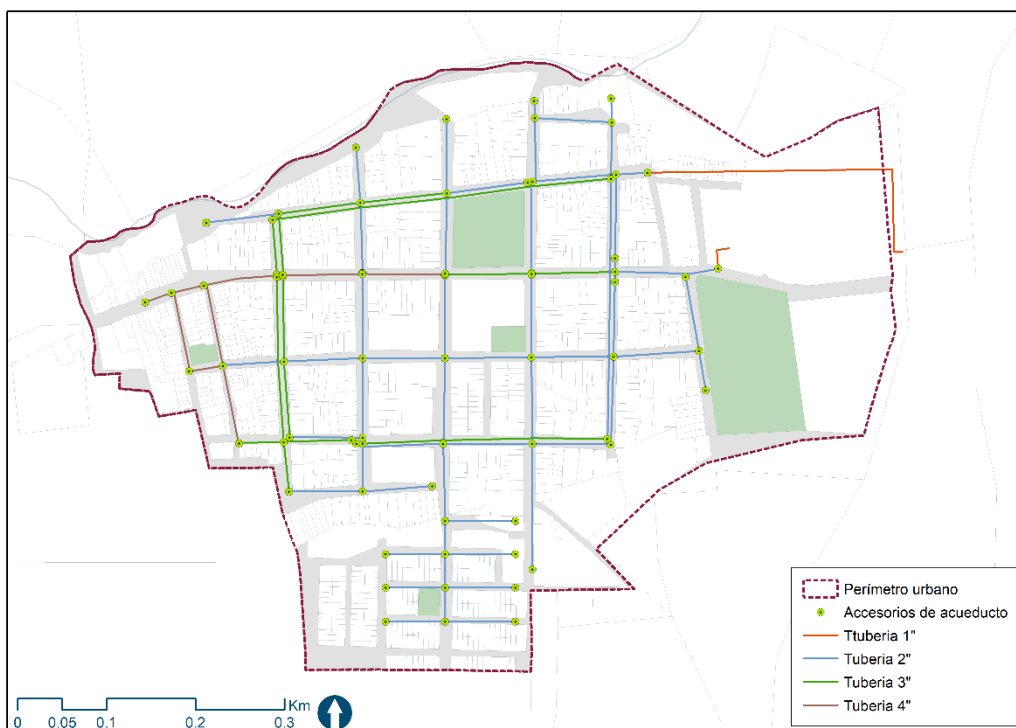 Perímetro urbano
Accesorios de acueducto
Ttuberia 1"
Tuberia 2"
Tuberia 3"
Tuberia 4"
Km
0 0.05 0.1 0.2 0.3